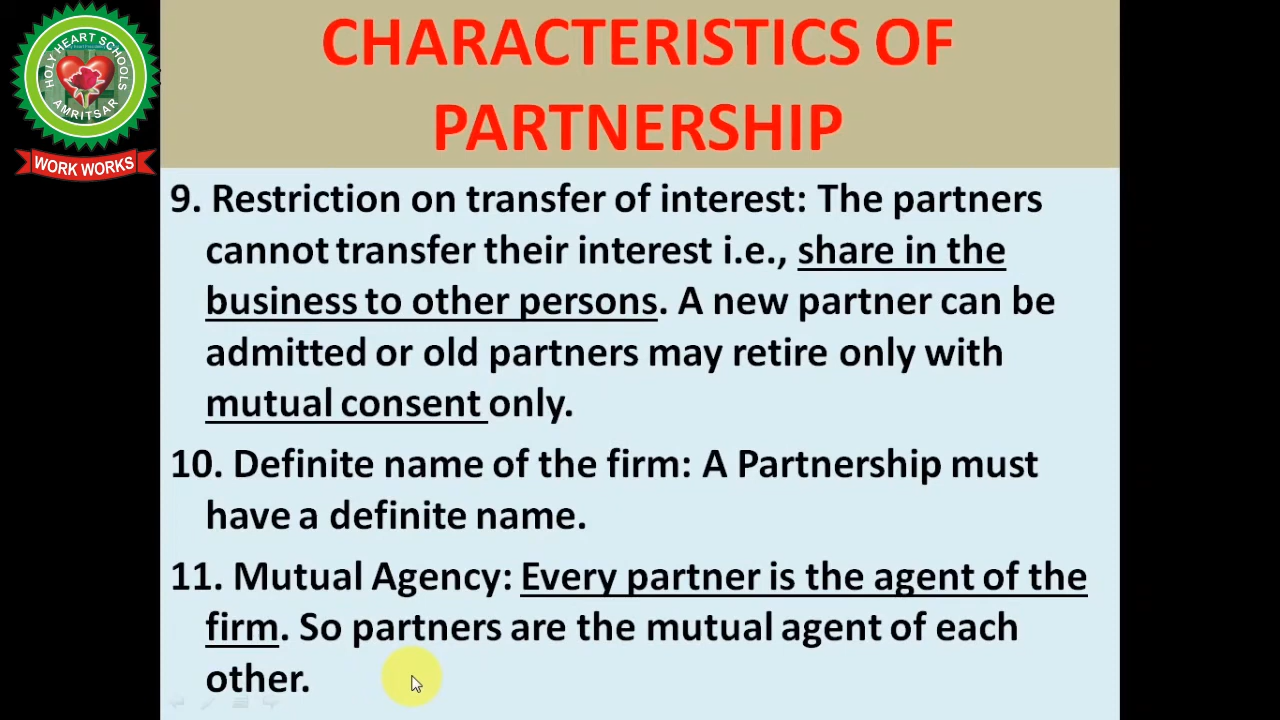 HOLY HEART SCHOOLS
AMRITSAR
WORK WORKS
CHARACTERISTICS OF
PARTNERSHIP
9. Restriction on transfer of interest: The partners
cannot transfer their interest i.e., share in the
business to other persons. A new partner can be
admitted or old partners may retire only with
mutual consent only.
10. Definite name of the firm: A Partnership must
have a definite name.
11. Mutual Agency: Every partner is the agent of the
firm. So partners are the mutual agent of each
other.